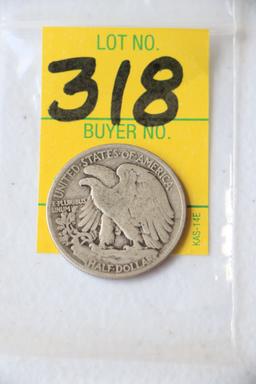 LOT NO.
318
BUYER NO.
UNITED STATES OF AMERICA
E·PLURIBUS
UNUM
HALF DOLLAR
KAS-14E